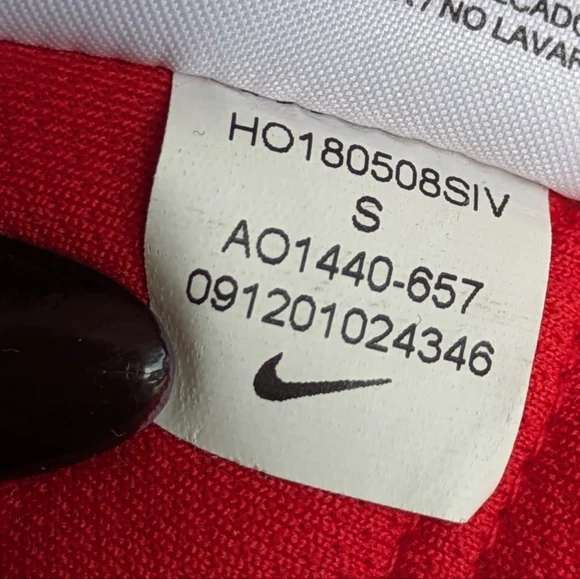 / NO LAVAR
HO180508SIV
S
AO1440-657
091201024346